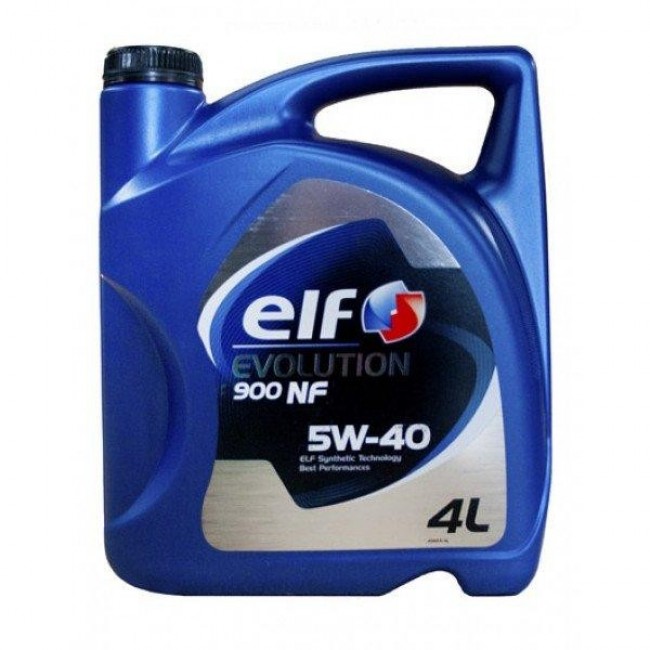 elf
EVOLUTION
900 NF
5W-40
ELF Synthetic Technology
Best Performances
4L